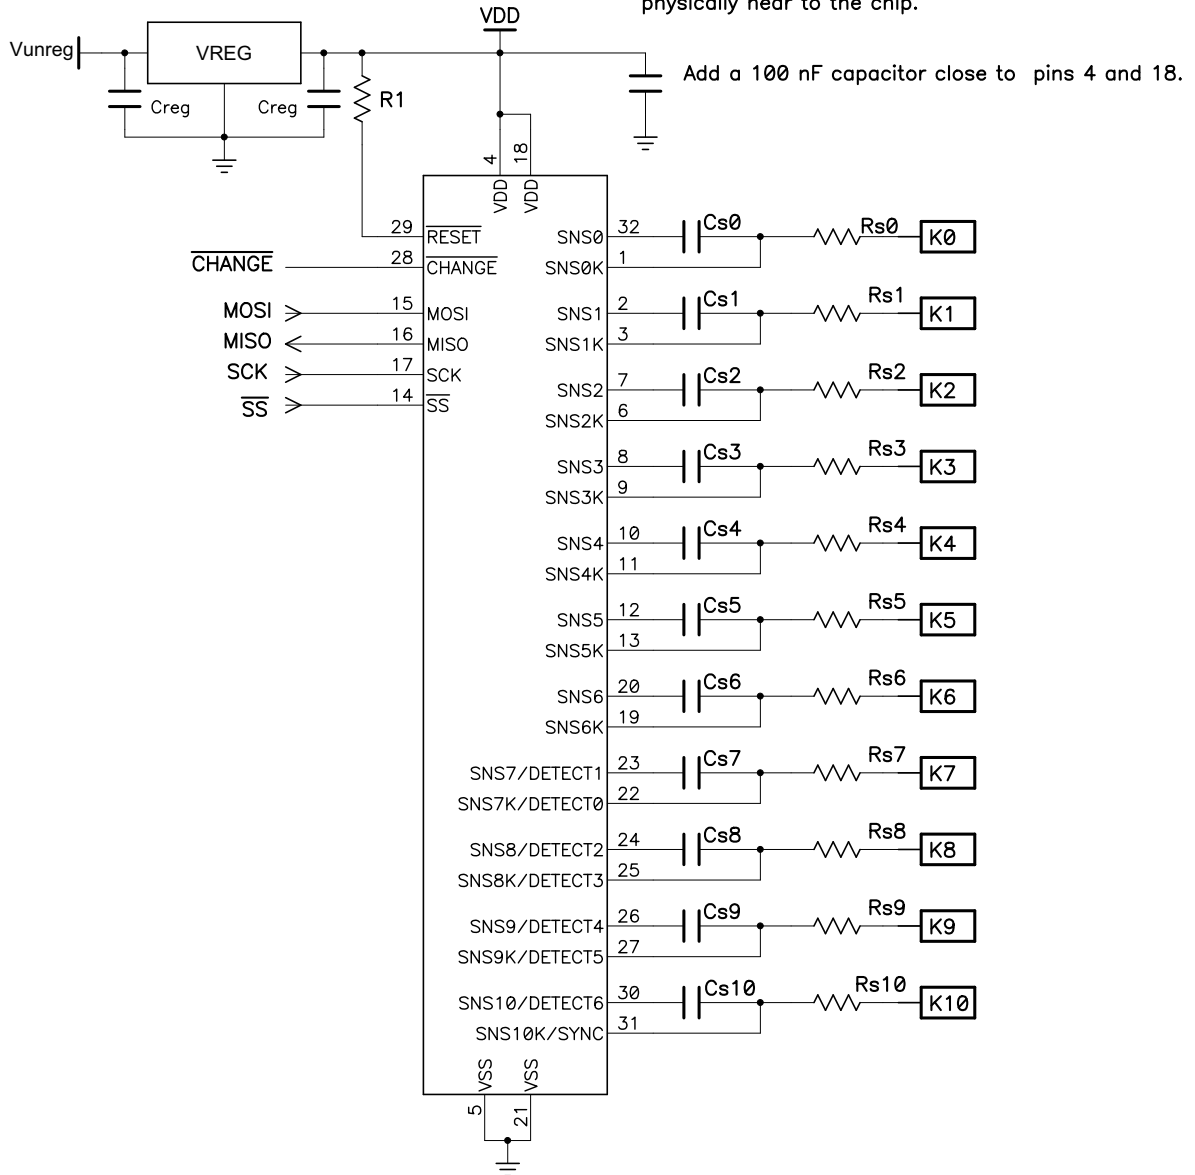 physically near to the chip.
VDD
Vunreg
VREG
Add a 100 nF capacitor close to pins 4 and 18.
Creg
Creg
R1
4
18
VDD
VDD
29
RESET
SNS0
32
Cs0
Rs0
K0
CHANGE
28
CHANGE
SNS0K
1
MOSI
15
MOSI
SNS1
2
Cs1
Rs1
K1
MISO
16
MISO
SNS1K
3
SCK
17
SCK
SNS2
7
Cs2
Rs2
K2
SS
14
SS
SNS2K
6
SNS3
8
Cs3
Rs3
K3
SNS3K
9
SNS4
10
Cs4
Rs4
K4
SNS4K
11
SNS5
12
Cs5
Rs5
K5
SNS5K
13
SNS6
20
Cs6
Rs6
K6
SNS6K
19
SNS7/DETECT1
23
Cs7
Rs7
K7
SNS7K/DETECT0
22
SNS8/DETECT2
24
Cs8
Rs8
K8
SNS8K/DETECT3
25
SNS9/DETECT4
26
Cs9
Rs9
K9
SNS9K/DETECT5
27
SNS10/DETECT6
30
Cs10
Rs10
K10
SNS10K/SYNC
31
VSS
VSS
5
21